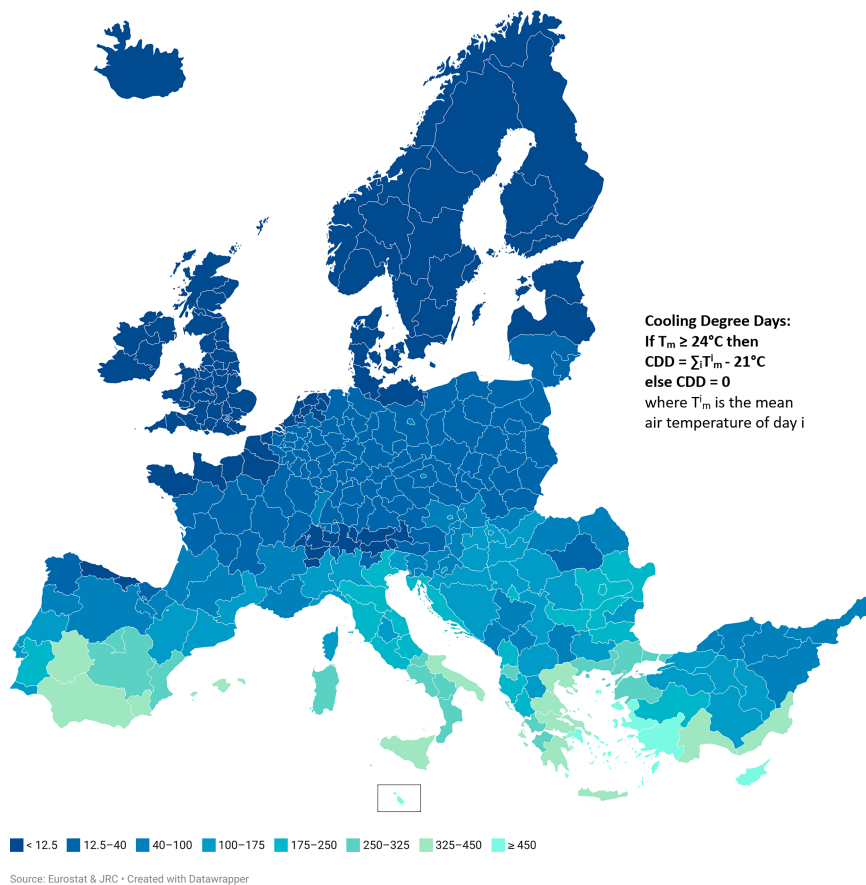 Cooling Degree Days:
If Tₘ ≥ 24°C then
CDD = ∑ᵢTⁱₘ - 21°C
else CDD = 0
where Tⁱₘ is the mean
air temperature of day i
< 12.5 12.5–40 40–100 100–175 175–250 250–325 325–450 ≥ 450
Source: Eurostat & JRC • Created with Datawrapper